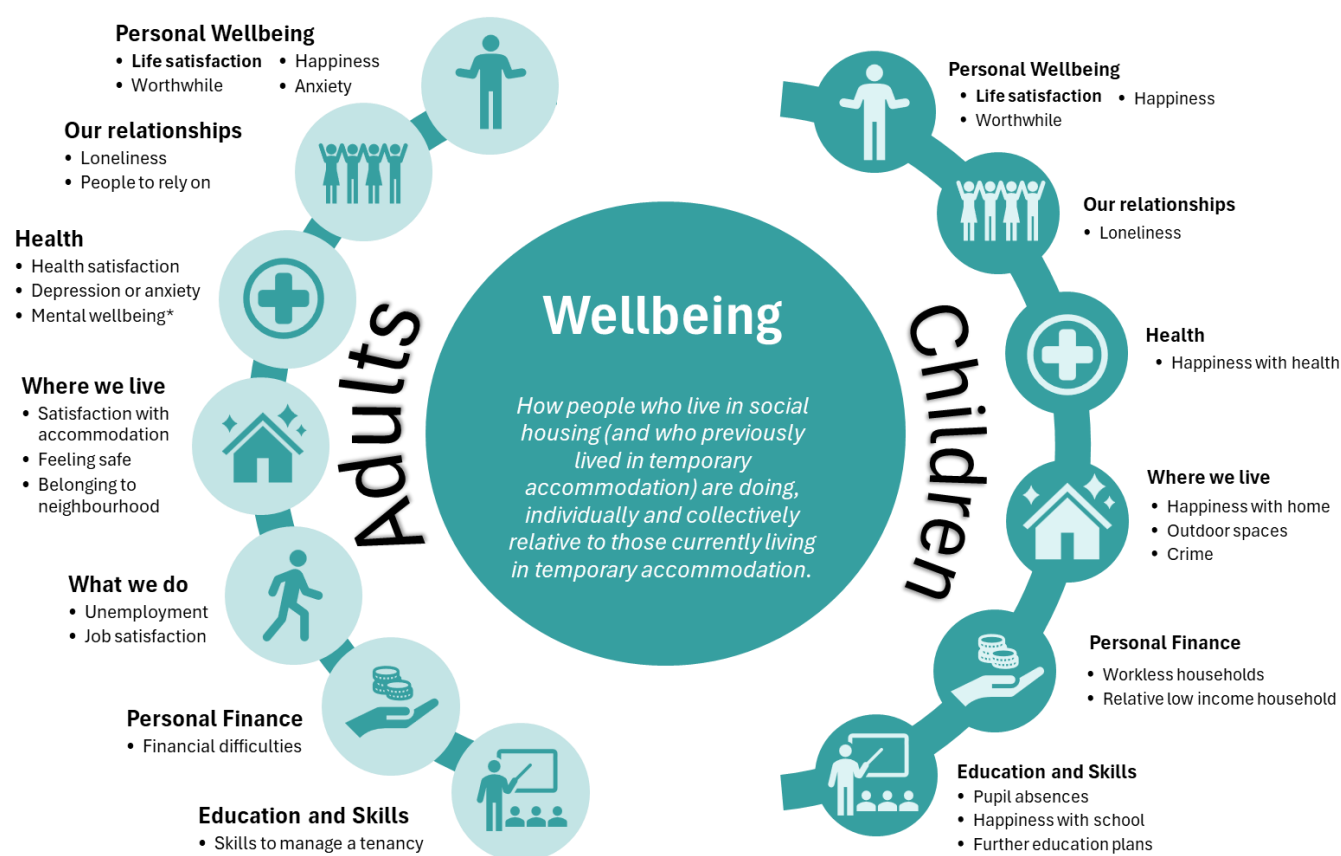 Personal Wellbeing
• Life satisfaction • Happiness
• Worthwhile • Anxiety
Our relationships
• Loneliness
• People to rely on
Health
• Health satisfaction
• Depression or anxiety
• Mental wellbeing*
Where we live
• Satisfaction with
accommodation
• Feeling safe
• Belonging to
neighbourhood
What we do
• Unemployment
• Job satisfaction
Personal Finance
• Financial difficulties
Education and Skills
• Skills to manage a tenancy
Adults
Wellbeing
How people who live in social
housing (and who previously
lived in temporary
accommodation) are doing,
individually and collectively
relative to those currently living
in temporary accommodation.
Children
Personal Wellbeing
• Life satisfaction • Happiness
• Worthwhile
Our relationships
• Loneliness
Health
• Happiness with health
Where we live
• Happiness with home
• Outdoor spaces
• Crime
Personal Finance
• Workless households
• Relative low income household
Education and Skills
• Pupil absences
• Happiness with school
• Further education plans